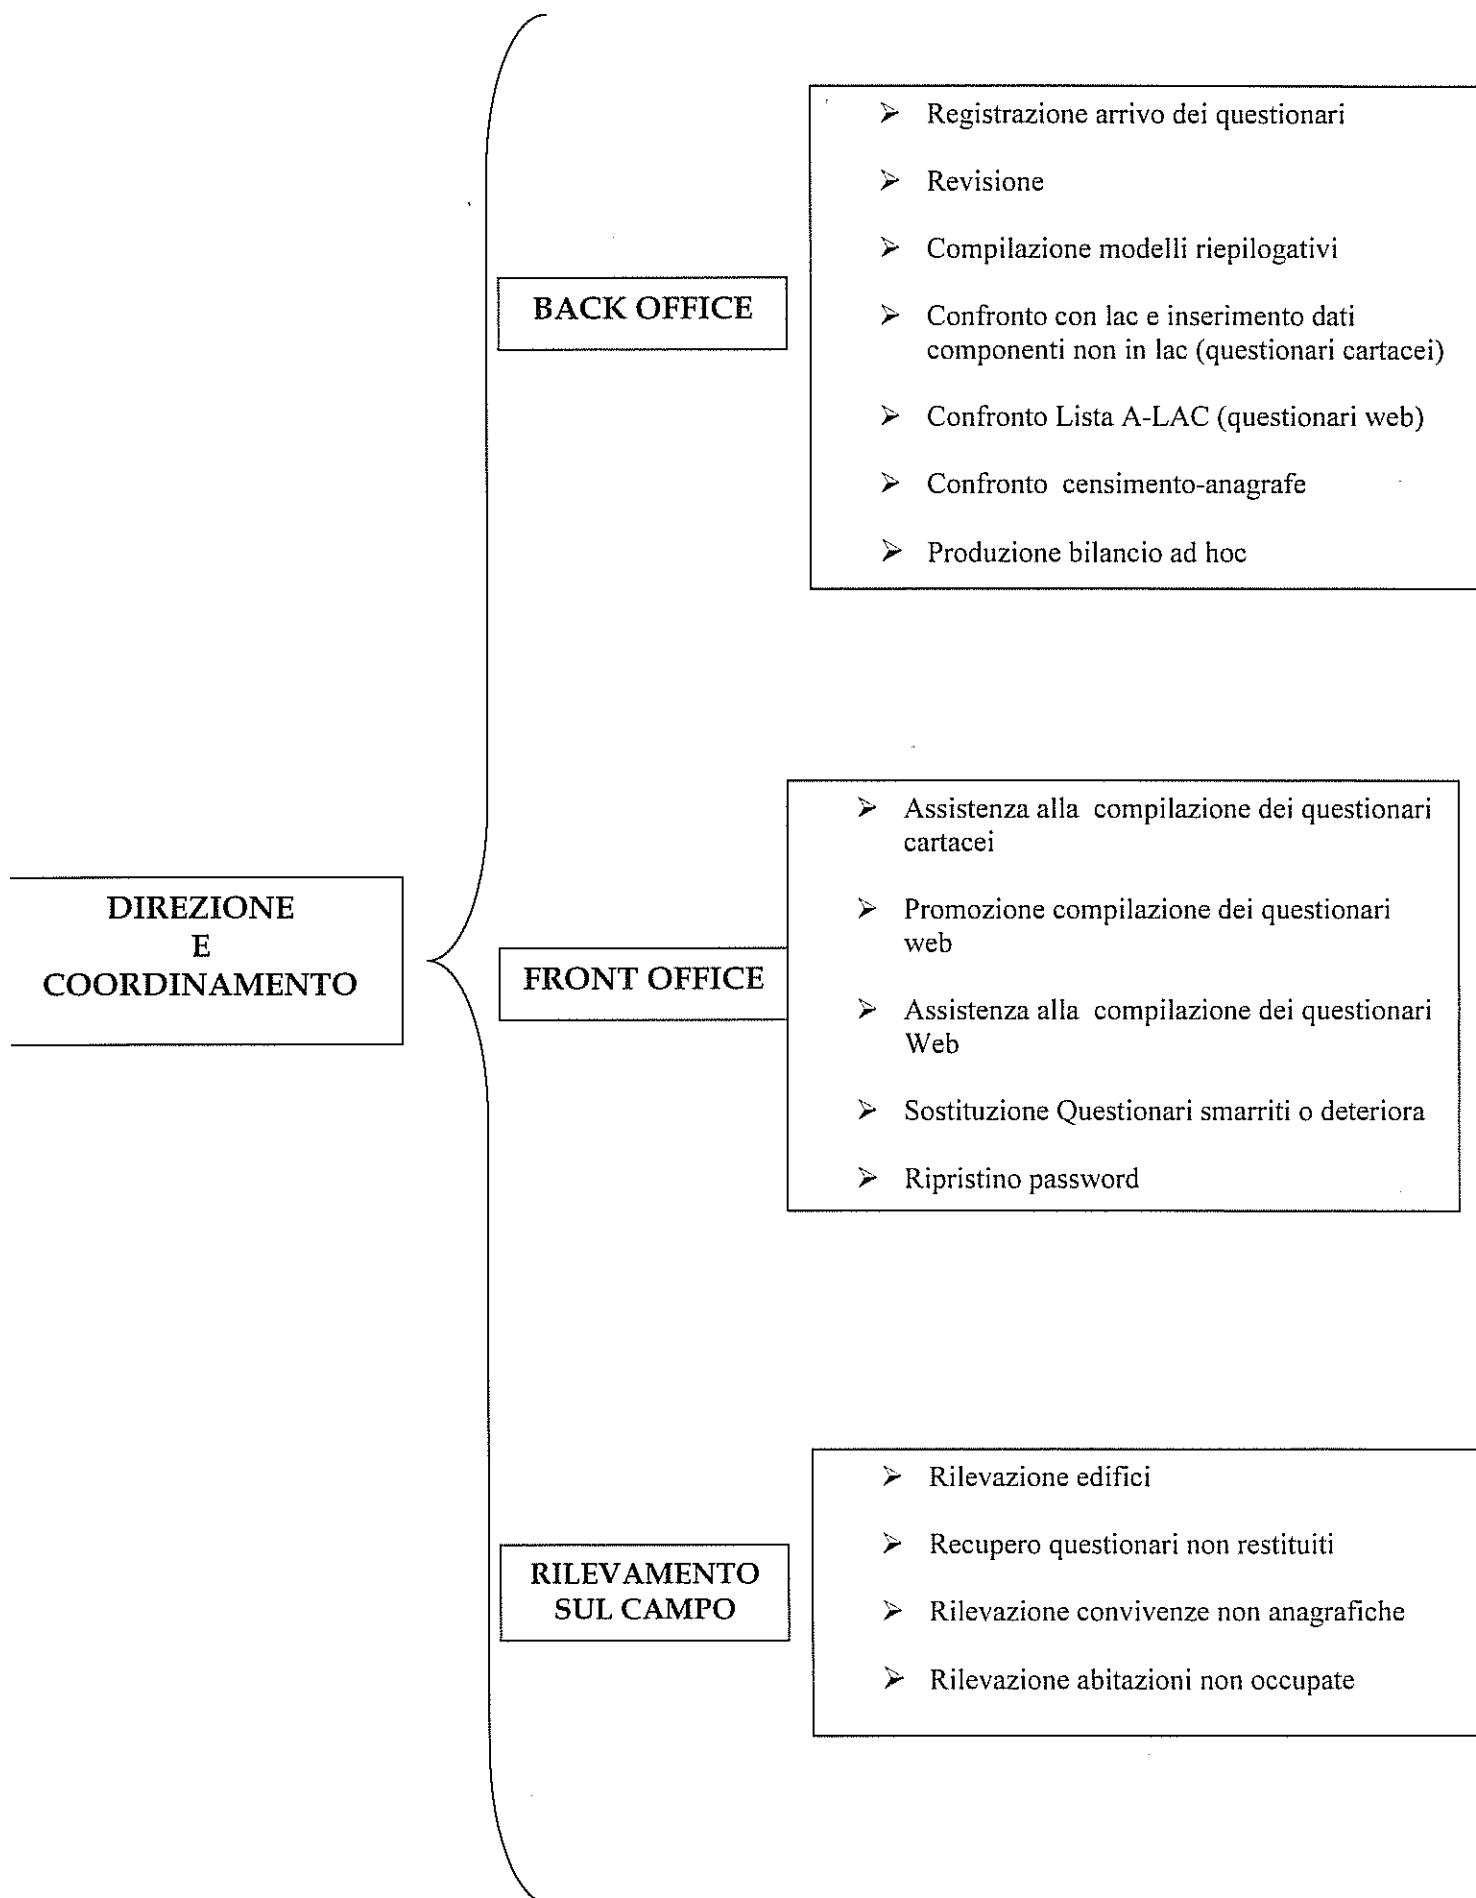 ➢ Registrazione arrivo dei questionari
➢ Revisione
➢ Compilazione modelli riepilogativi
BACK OFFICE
➢ Confronto con lac e inserimento dati
componenti non in lac (questionari cartacei)
➢ Confronto Lista A-LAC (questionari web)
➢ Confronto censimento-anagrafe
➢ Produzione bilancio ad hoc
DIREZIONE
E
COORDINAMENTO
FRONT OFFICE
➢ Assistenza alla compilazione dei questionari
cartacei
➢ Promozione compilazione dei questionari
web
➢ Assistenza alla compilazione dei questionari
Web
➢ Sostituzione Questionari smarriti o deteriora
➢ Ripristino password
RILEVAMENTO
SUL CAMPO
➢ Rilevazione edifici
➢ Recupero questionari non restituiti
➢ Rilevazione convivenze non anagrafiche
➢ Rilevazione abitazioni non occupate